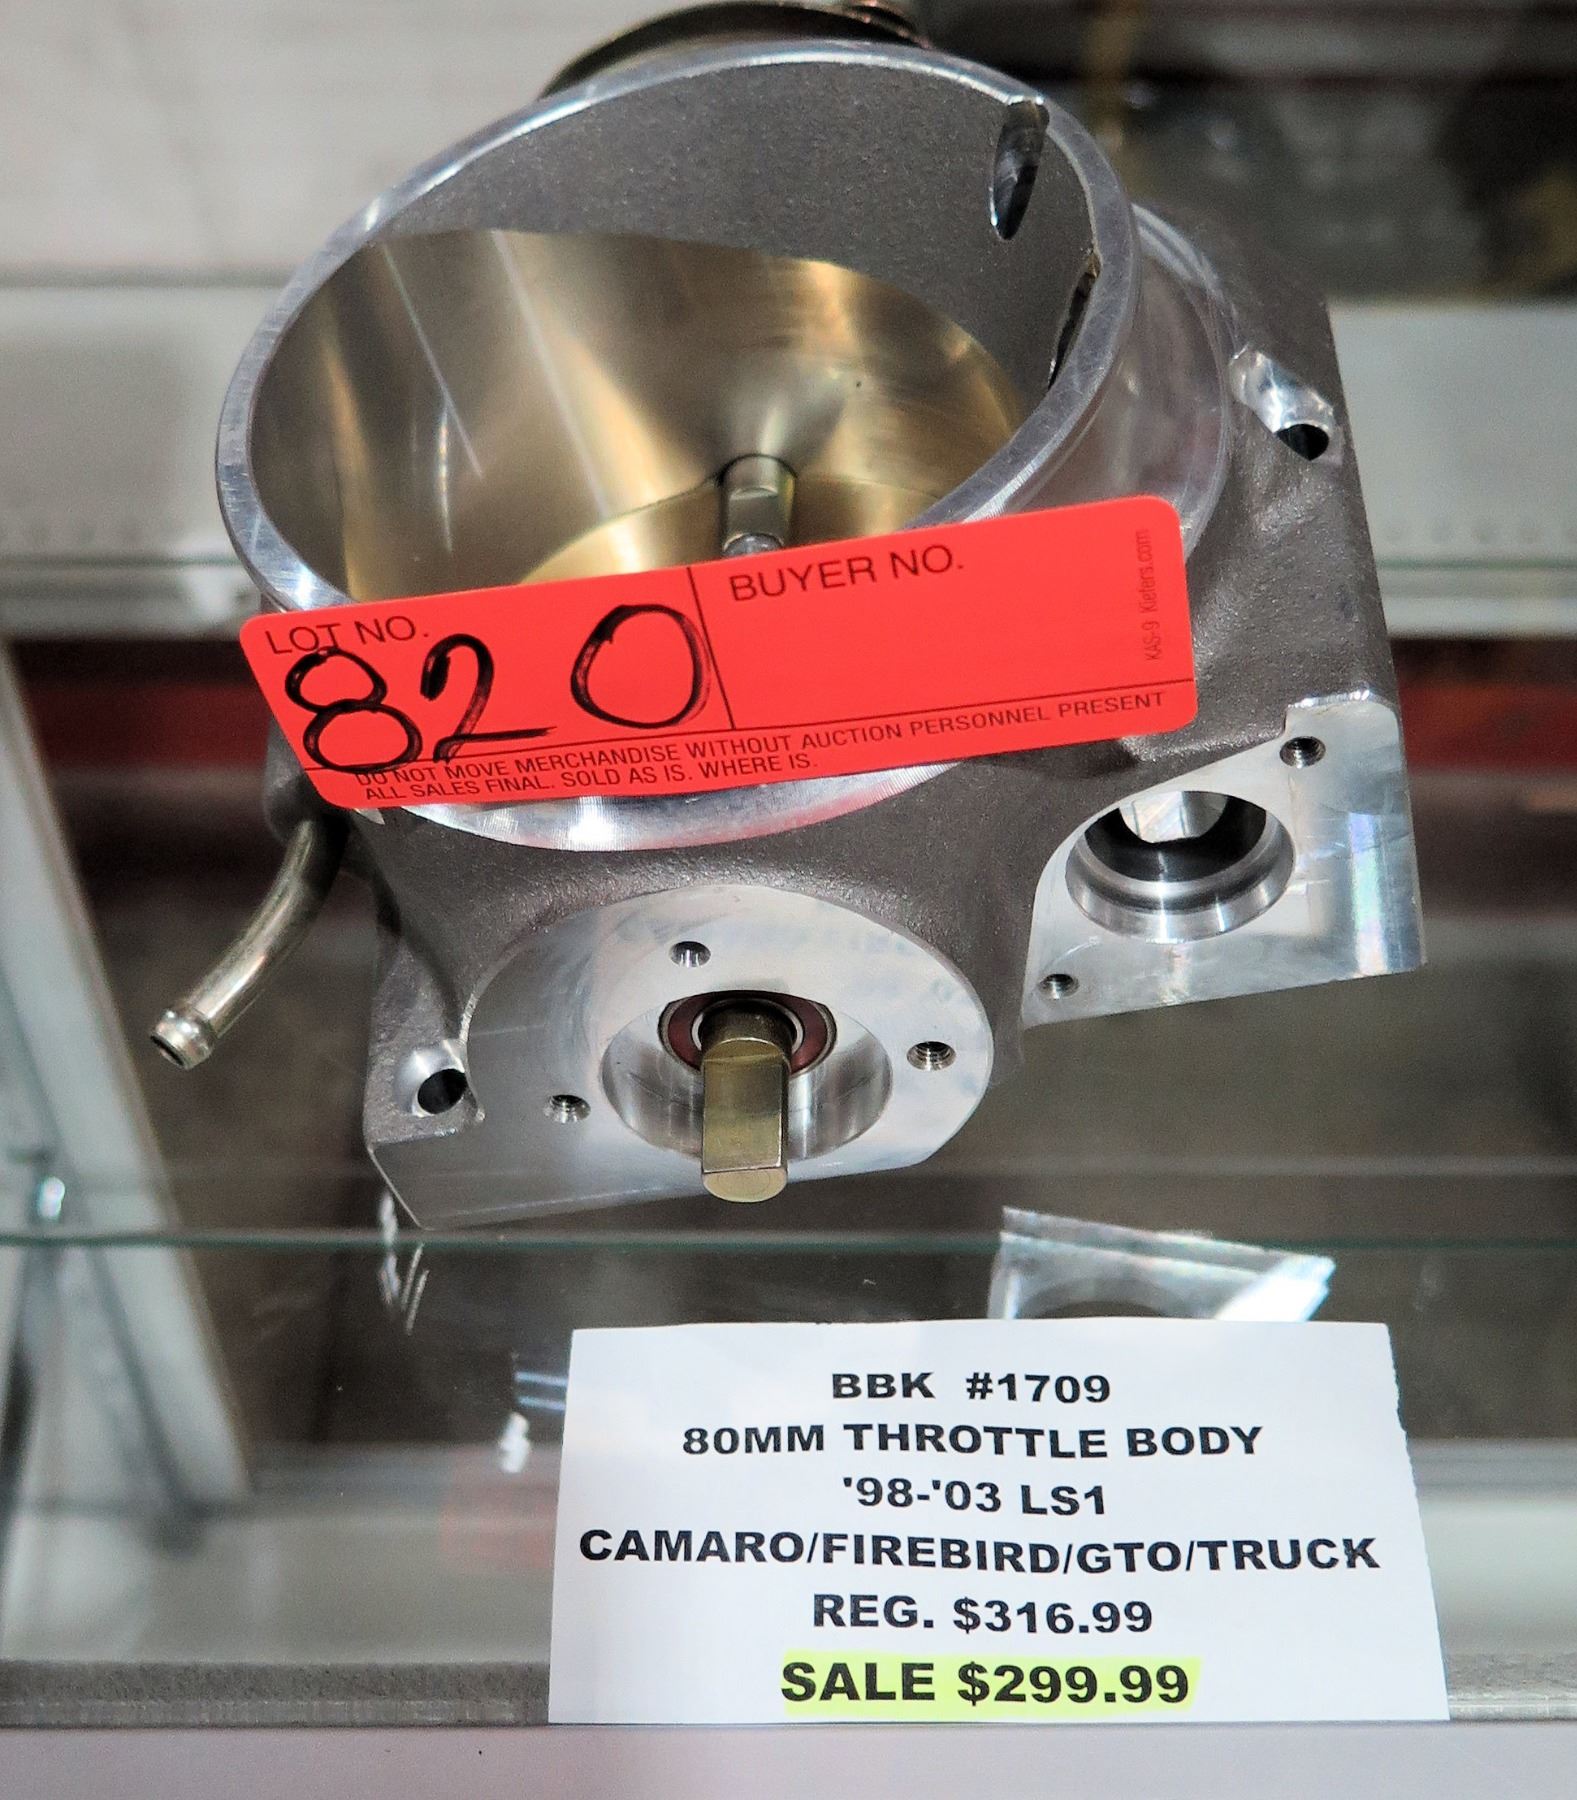 LOT NO.
820
BUYER NO.
KAS-9 Kiefers.com
DO NOT MOVE MERCHANDISE WITHOUT AUCTION PERSONNEL PRESENT
ALL SALES FINAL. SOLD AS IS. WHERE IS.
BBK #1709
80MM THROTTLE BODY
'98-'03 LS1
CAMARO/FIREBIRD/GTO/TRUCK
REG. $316.99
SALE $299.99